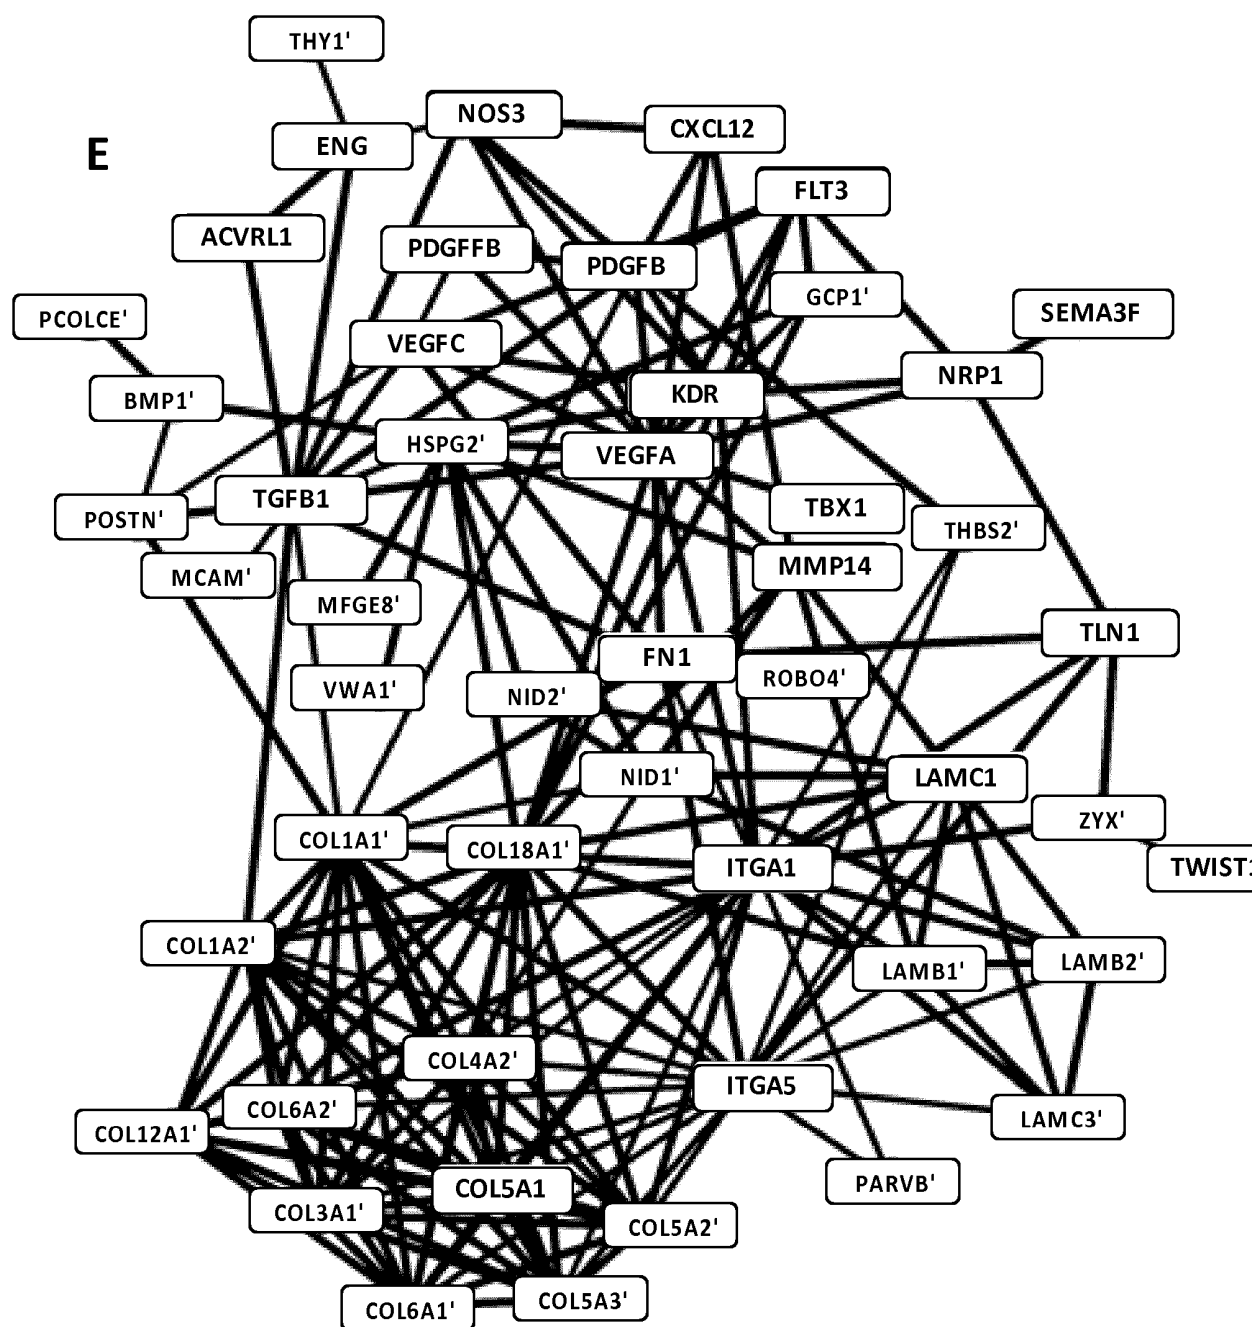 THY1'
NOS3
CXCL12
E
ENG
FLT3
ACVRL1
PDGFFB
PDGFB
GCP1'
SEMA3F
PCOLCE'
VEGFC
NRP1
BMP1'
KDR
HSPG2'
VEGFA
TGFB1
TBX1
POSTN'
THBS2'
MCAM'
MMP14
MFGE8'
TLN1
FN1
ROBO4'
VWA1'
NID2'
NID1'
LAMC1
ZYX'
COL1A1'
COL18A1'
ITGA1
TWIST1
COL1A2'
LAMB1'
LAMB2'
COL4A2'
ITGA5
COL6A2'
LAMC3'
COL12A1'
PARVB'
COL5A1
COL3A1'
COL5A2'
COL6A1'
COL5A3'